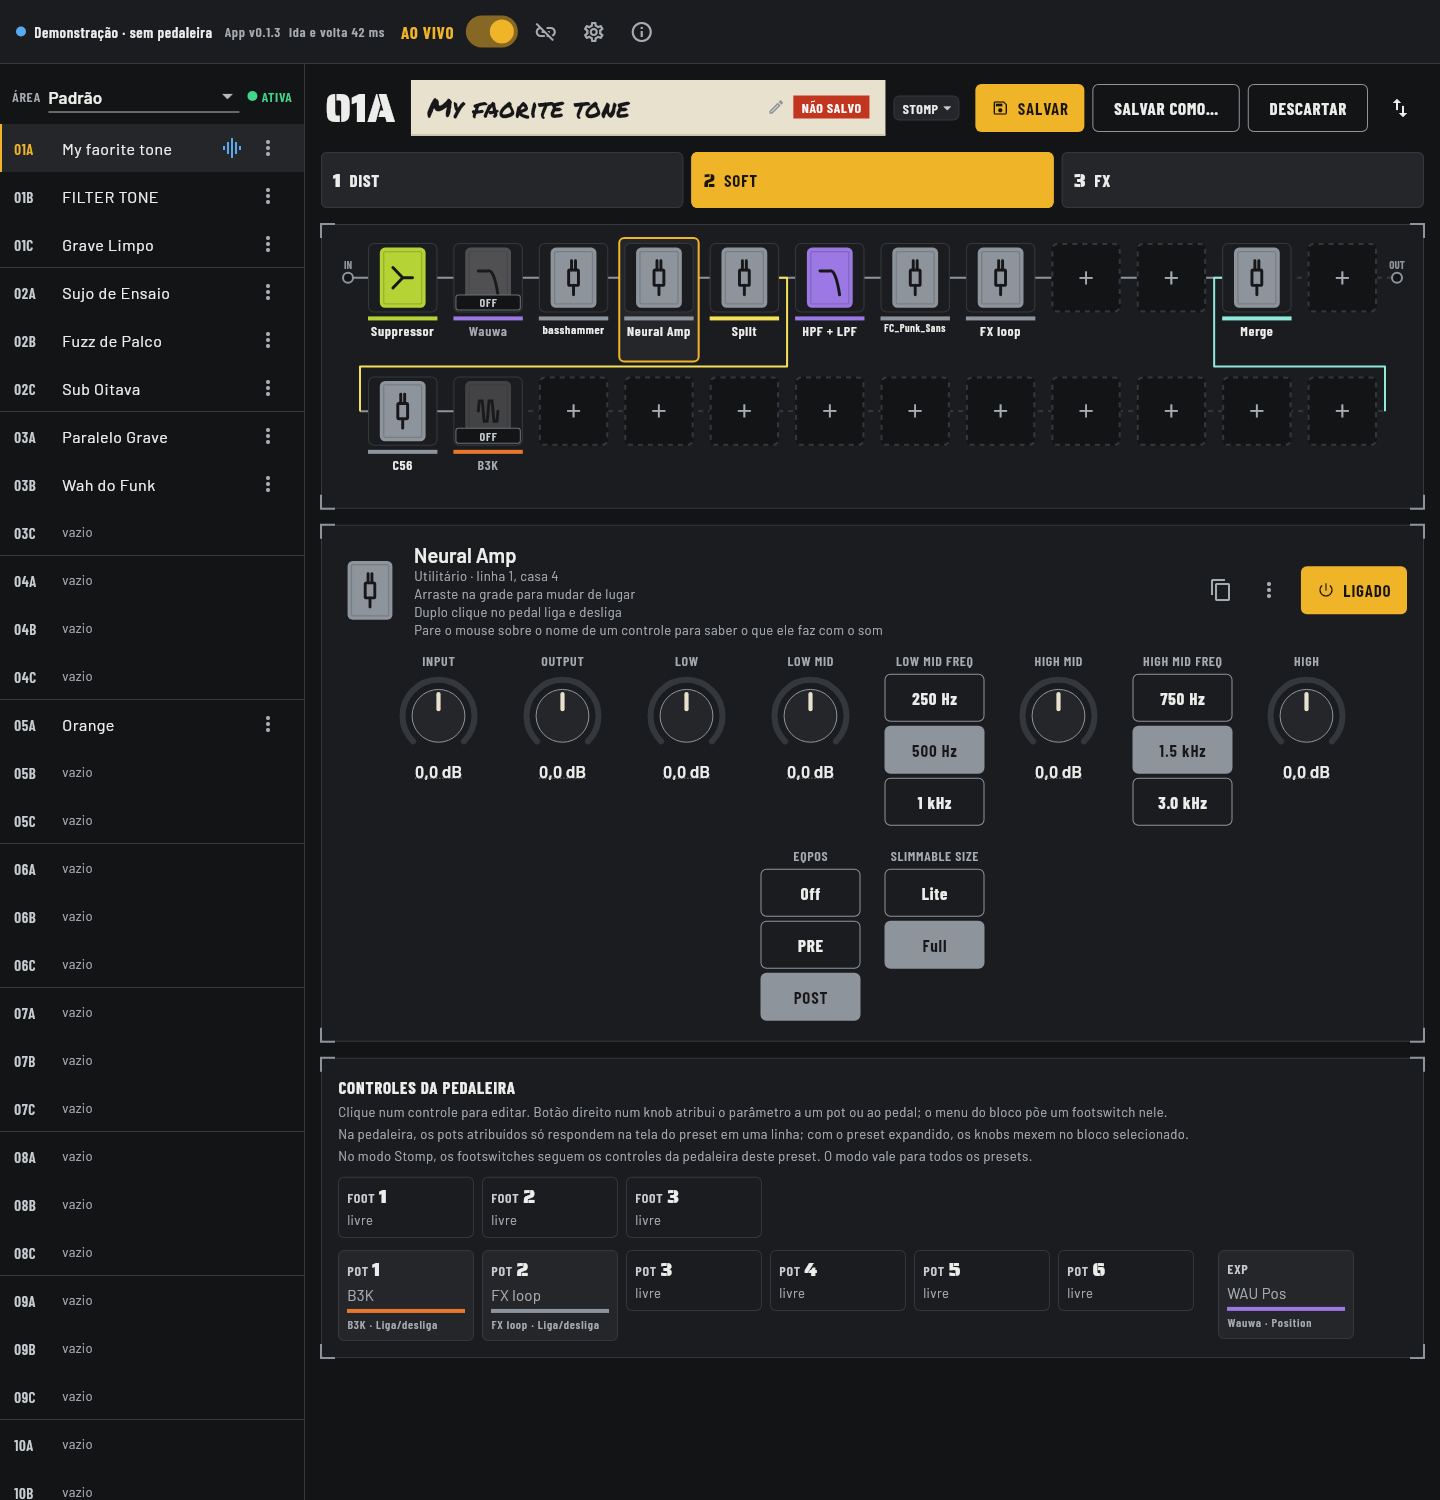 Demonstração · sem pedaleira
App v0.1.3 Ida e volta 42 ms
AO VIVO
ÁREA Padrão ATIVA
01A My faorite tone
01B FILTER TONE
01C Grave Limpo
02A Sujo de Ensaio
02B Fuzz de Palco
02C Sub Oitava
03A Paralelo Grave
03B Wah do Funk
03C vazio
04A vazio
04B vazio
04C vazio
05A Orange
05B vazio
05C vazio
06A vazio
06B vazio
06C vazio
07A vazio
07B vazio
07C vazio
08A vazio
08B vazio
08C vazio
09A vazio
09B vazio
09C vazio
10A vazio
10B vazio
01A My faorite tone NÃO SALVO STOMP SALVAR SALVAR COMO... DESCARTAR
1 DIST 2 SOFT 3 FX
IN OUT
OFF
Suppressor Wauwa basshammer Neural Amp Split HPF + LPF FC_Punk_Sans FX loop + + Merge +
OFF
+ + + + + + + + + +
C56 B3K
Neural Amp
Utilitário · linha 1, casa 4
Arraste na grade para mudar de lugar
Duplo clique no pedal liga e desliga
Pare o mouse sobre o nome de um controle para saber o que ele faz com o som
LIGADO
INPUT OUTPUT LOW LOW MID LOW MID FREQ HIGH MID HIGH MID FREQ HIGH
250 Hz 750 Hz
500 Hz 1.5 kHz
0,0 dB 0,0 dB 0,0 dB 0,0 dB 0,0 dB 0,0 dB
1 kHz 3.0 kHz
EQPOS SLIMMABLE SIZE
Off Lite
PRE Full
POST
CONTROLES DA PEDALEIRA
Clique num controle para editar. Botão direito num knob atribui o parâmetro a um pot ou ao pedal; o menu do bloco põe um footswitch nele.
Na pedaleira, os pots atribuídos só respondem na tela do preset em uma linha; com o preset expandido, os knobs mexem no bloco selecionado.
No modo Stomp, os footswitches seguem os controles da pedaleira deste preset. O modo vale para todos os presets.
FOOT 1 FOOT 2 FOOT 3
livre livre livre
POT 1 POT 2 POT 3 POT 4 POT 5 POT 6 EXP
B3K FX loop livre livre livre livre WAU Pos
B3K · Liga/desliga FX loop · Liga/desliga Wauwa · Position